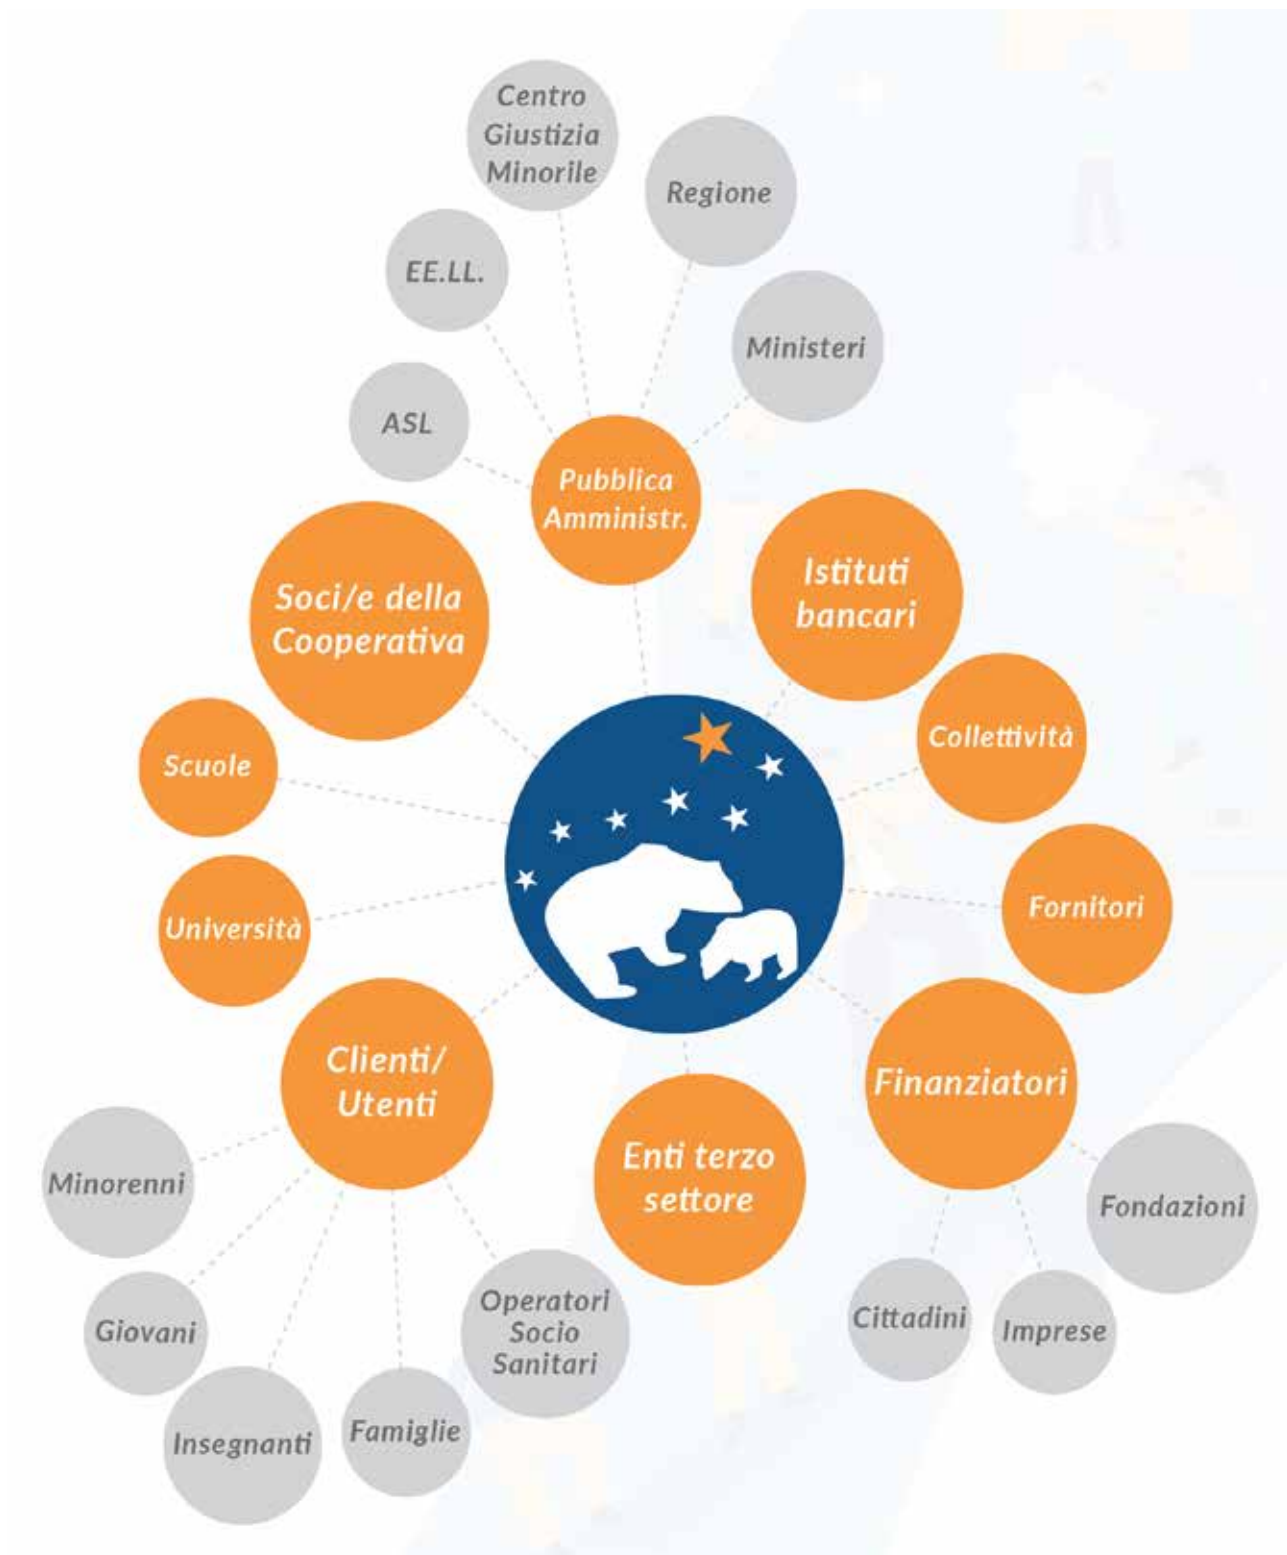 Centro
Giustizia
Minorile
Regione
EE.LL.
Ministeri
ASL
Pubblica
Amministr.
Istituti
bancari
Soci/e della
Cooperativa
Collettività
Scuole
Fornitori
Università
Clienti/
Utenti
Finanziatori
Enti terzo
settore
Minorenni
Fondazioni
Giovani
Operatori
Socio
Sanitari
Cittadini
Imprese
Insegnanti
Famiglie